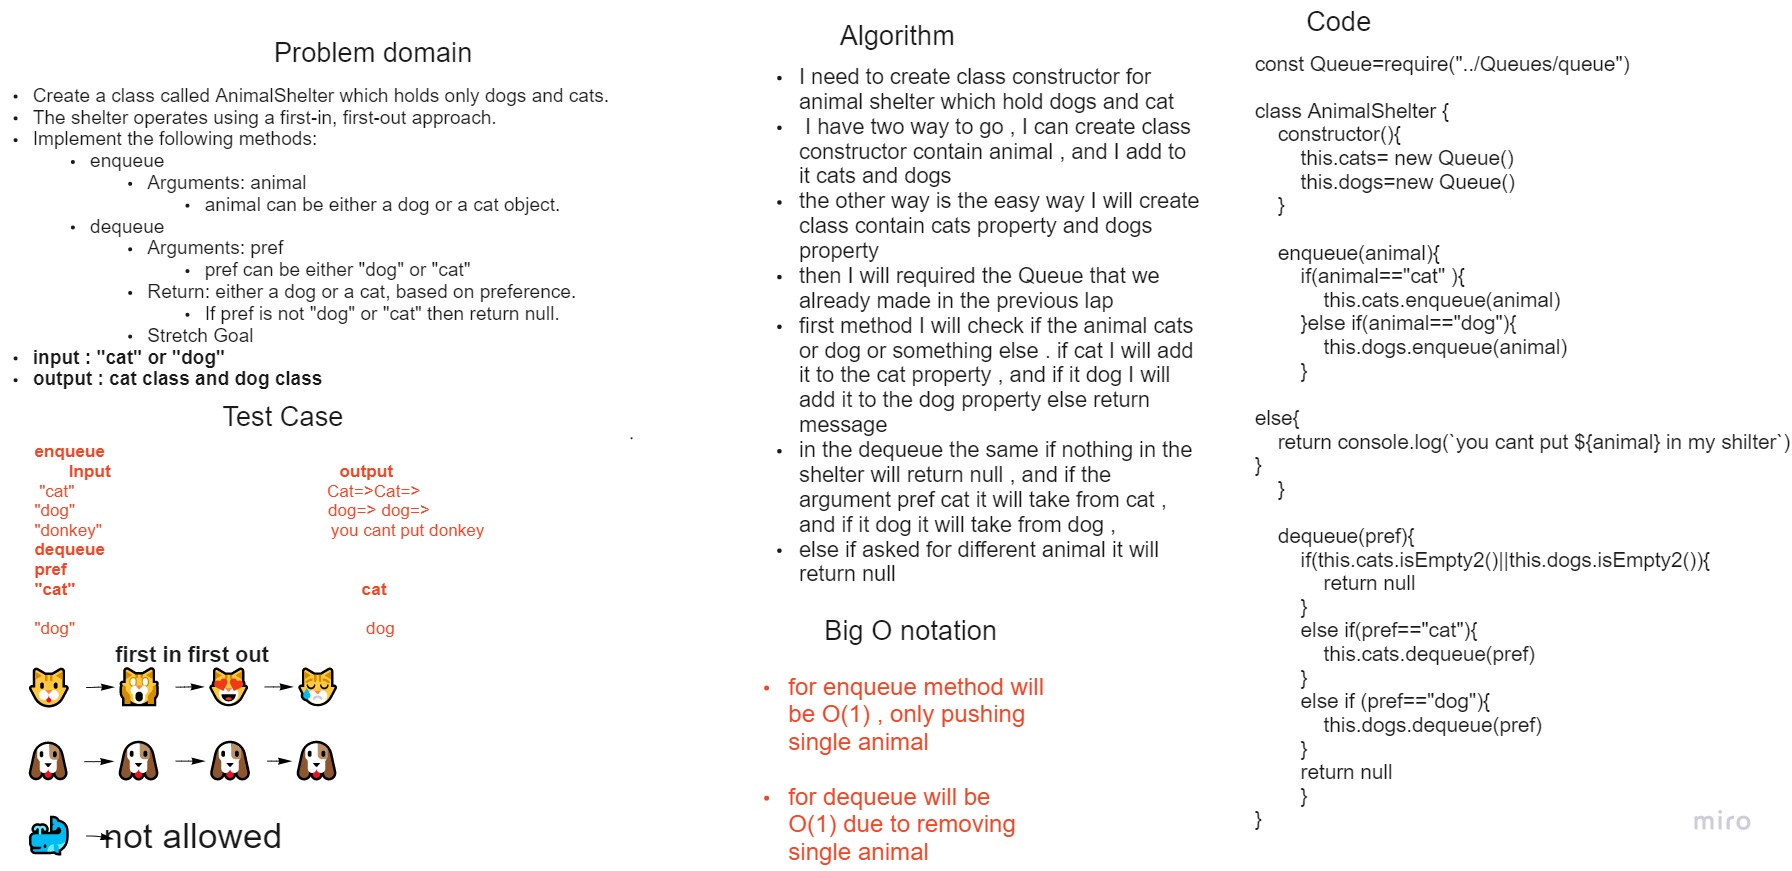 Problem domain
• Create a class called AnimalShelter which holds only dogs and cats.
• The shelter operates using a first-in, first-out approach.
• Implement the following methods:
• enqueue
• Arguments: animal
• animal can be either a dog or a cat object.
• dequeue
• Arguments: pref
• pref can be either "dog" or "cat"
• Return: either a dog or a cat, based on preference.
• If pref is not "dog" or "cat" then return null.
• Stretch Goal
• input : "cat" or "dog"
• output : cat class and dog class
Test Case
enqueue
Input output
"cat" Cat=>Cat=>
"dog" dog=> dog=>
"donkey" you cant put donkey
dequeue
pref
"cat" cat
"dog" dog
first in first out
not allowed
Algorithm
• I need to create class constructor for
animal shelter which hold dogs and cat
• I have two way to go , I can create class
constructor contain animal , and I add to
it cats and dogs
• the other way is the easy way I will create
class contain cats property and dogs
property
• then I will required the Queue that we
already made in the previous lap
• first method I will check if the animal cats
or dog or something else . if cat I will add
it to the cat property , and if it dog I will
add it to the dog property else return
message
• in the dequeue the same if nothing in the
shelter will return null , and if the
argument pref cat it will take from cat ,
and if it dog it will take from dog ,
• else if asked for different animal it will
return null
Big O notation
• for enqueue method will
be O(1) , only pushing
single animal
• for dequeue will be
O(1) due to removing
single animal
Code
const Queue=require("../Queues/queue")
class AnimalShelter {
constructor(){
this.cats= new Queue()
this.dogs=new Queue()
}
enqueue(animal){
if(animal=="cat" ){
this.cats.enqueue(animal)
}else if(animal=="dog"){
this.dogs.enqueue(animal)
}
else{
return console.log(`you cant put ${animal} in my shilter`)
}
}
dequeue(pref){
if(this.cats.isEmpty2()||this.dogs.isEmpty2()){
return null
}
else if(pref=="cat"){
this.cats.dequeue(pref)
}
else if (pref=="dog"){
this.dogs.dequeue(pref)
}
return null
}
}
miro